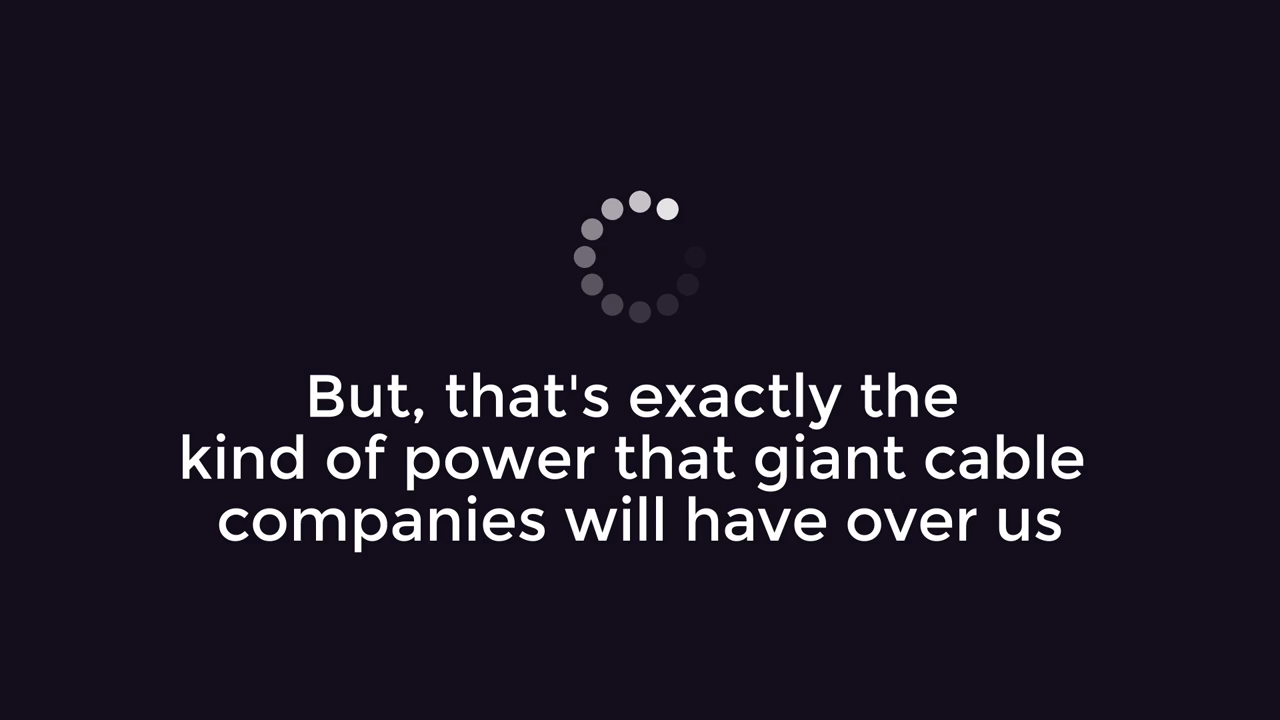 But, that's exactly the
kind of power that giant cable
companies will have over us